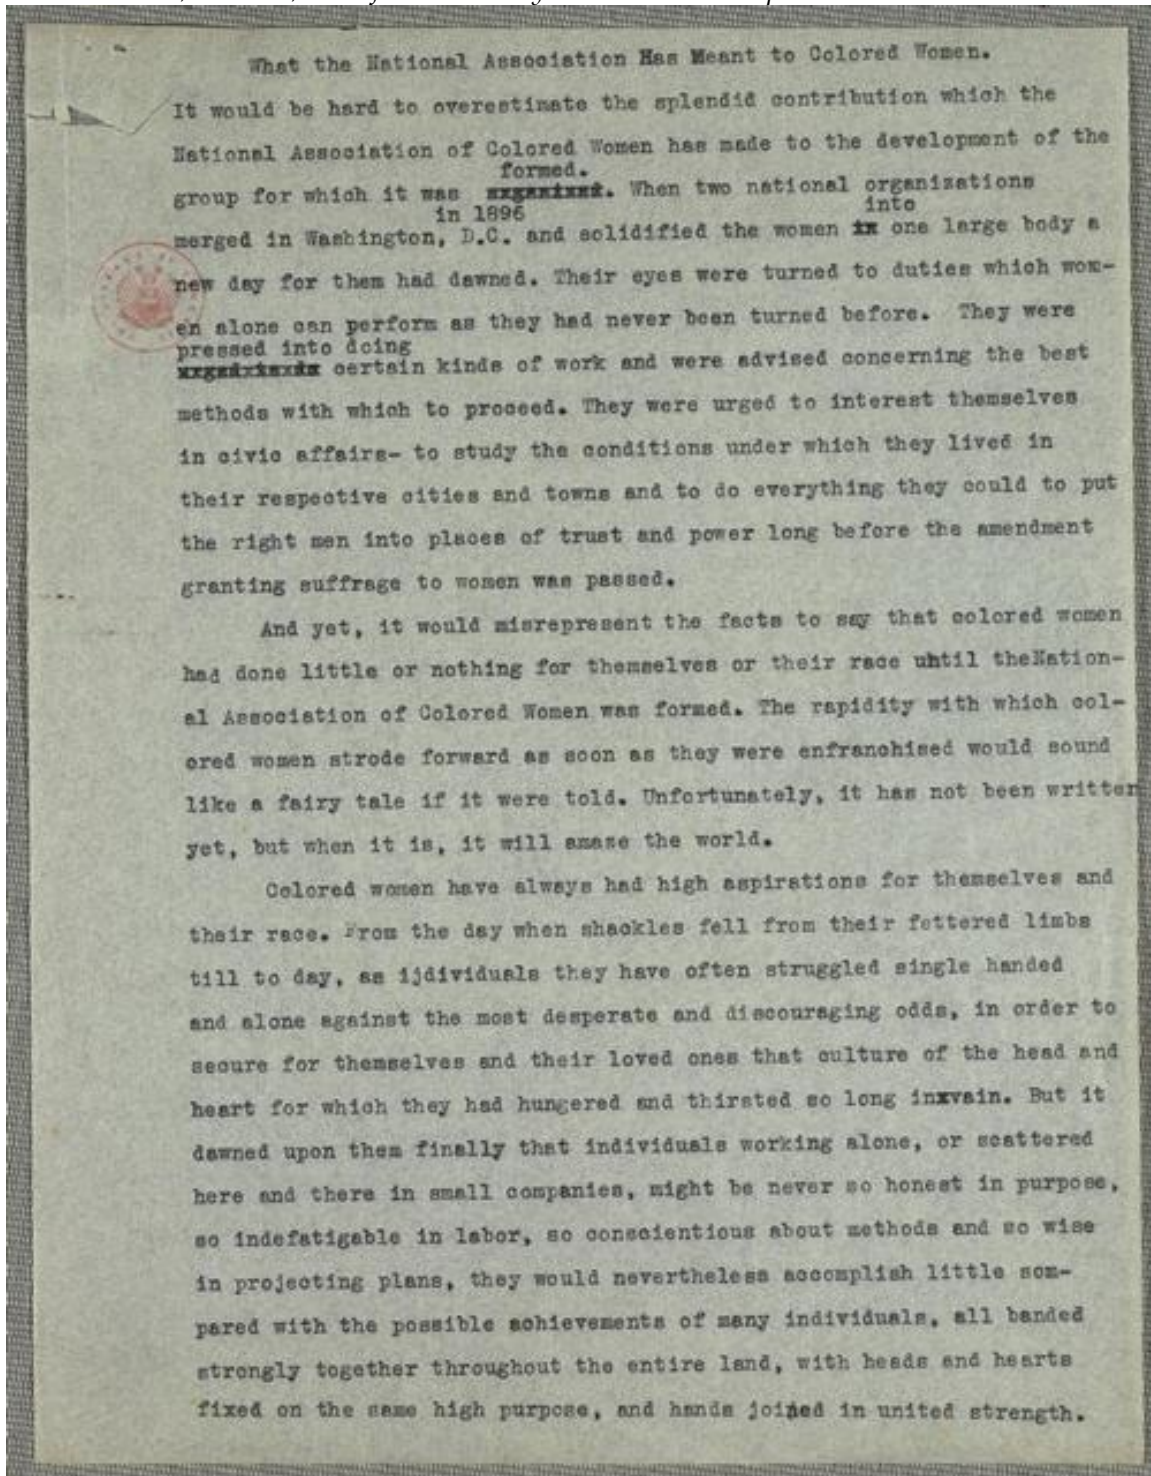 What the National Association Has Meant to Colored Women.
It would be hard to overestimate the splendid contribution which the
National Association of Colored Women has made to the development of the
formed.
group for which it was . When two national organizations
in 1896 into
merged in Washington, D.C. and solidified the women in one large body a
new day for them had dawned. Their eyes were turned to duties which wom-
en alone can perform as they had never been turned before. They were
pressed into doing
certain kinds of work and were advised concerning the best
methods with which to proceed. They were urged to interest themselves
in civic affairs- to study the conditions under which they lived in
their respective cities and towns and to do everything they could to put
the right men into places of trust and power long before the amendment
granting suffrage to women was passed.
And yet, it would misrepresent the facts to say that colored women
had done little or nothing for themselves or their race uhtil theNation-
al Association of Colored Women was formed. The rapidity with which col-
ored women strode forward as soon as they were enfranchised would sound
like a fairy tale if it were told. Unfortunately, it has not been written
yet, but when it is, it will amaze the world.
Colored women have always had high aspirations for themselves and
their race. From the day when shackles fell from their fettered limbs
till to day, as ijdividuals they have often struggled single handed
and alone against the most desperate and discouraging odds, in order to
secure for themselves and their loved ones that culture of the head and
heart for which they had hungered and thirsted so long inxvain. But it
dawned upon them finally that individuals working alone, or scattered
here and there in small companies, might be never so honest in purpose,
so indefatigable in labor, so conscientious about methods and so wise
in projecting plans, they would nevertheless accomplish little som-
pared with the possible achievements of many individuals, all banded
strongly together throughout the entire land, with heads and hearts
fixed on the same high purpose, and hands joined in united strength.